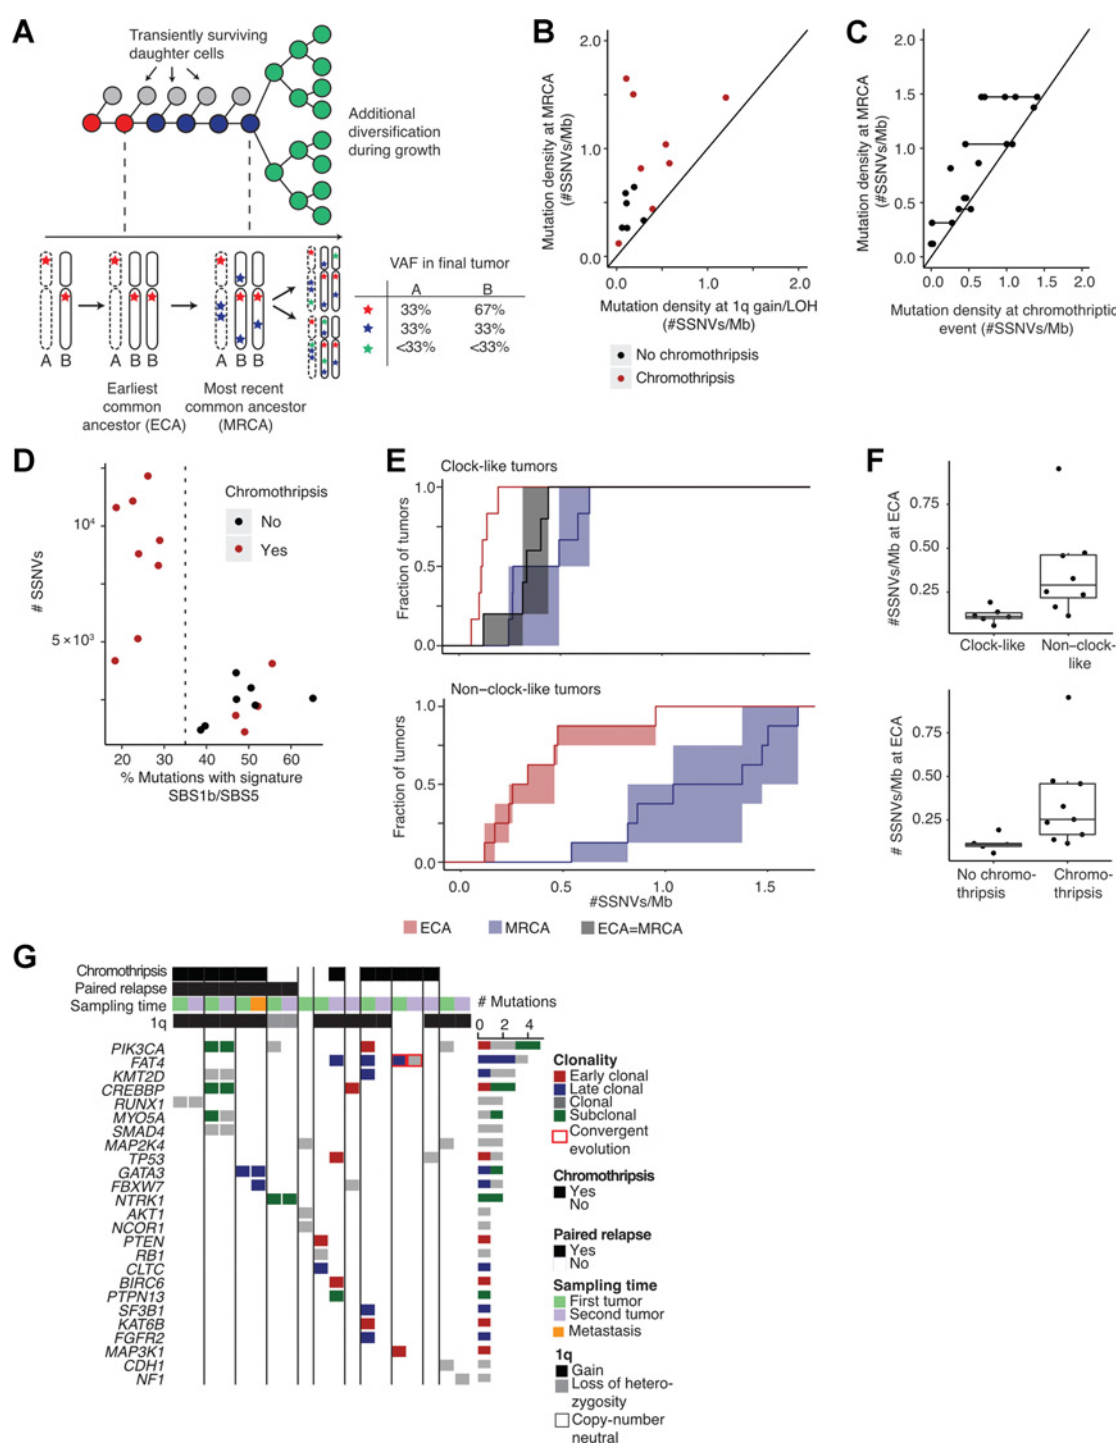 A
Transiently surviving
daughter cells
Additional
diversification
during growth
A B
A B B
A B B
Earliest
common
ancestor (ECA)
Most recent
common ancestor
(MRCA)
VAF in final tumor
A B
33% 67%
33% 33%
<33% <33%
B
Mutation density at MRCA
(#SSNVs/Mb)
2.0
1.0
0.0
0.0 1.0 2.0
Mutation density at 1q gain/LOH
(#SSNVs/Mb)
No chromothripsis
Chromothripsis
C
Mutation density at MRCA
(#SSNVs/Mb)
2.0
1.5
1.0
0.5
0.0
0.0 0.5 1.0 1.5 2.0
Mutation density at chromothriptic
event (#SSNVs/Mb)
D
# SSNVs
10⁴
5×10³
20 30 40 50 60
% Mutations with signature
SBS1b/SBS5
Chromothripsis
No
Yes
E
Clock-like tumors
Fraction of tumors
1.0
0.5
0.0
Non–clock-like tumors
Fraction of tumors
1.0
0.5
0.0
0.0 0.5 1.0 1.5
#SSNVs/Mb
ECA MRCA ECA=MRCA
F
#SSNVs/Mb at ECA
0.75
0.50
0.25
Clock-like Non–clock-
like
# SSNVs/Mb at ECA
0.75
0.50
0.25
No chromo-
thripsis
Chromo-
thripsis
G
Chromothripsis
Paired relapse
Sampling time
1q
# Mutations
0 2 4
PIK3CA
FAT4
KMT2D
CREBBP
RUNX1
MYO5A
SMAD4
MAP2K4
TP53
GATA3
FBXW7
NTRK1
AKT1
NCOR1
PTEN
RB1
CLTC
BIRC6
PTPN13
SF3B1
KAT6B
FGFR2
MAP3K1
CDH1
NF1
Clonality
Early clonal
Late clonal
Clonal
Subclonal
Convergent
evolution
Chromothripsis
Yes
No
Paired relapse
Yes
No
Sampling time
First tumor
Second tumor
Metastasis
1q
Gain
Loss of hetero-
zygosity
Copy-number
neutral